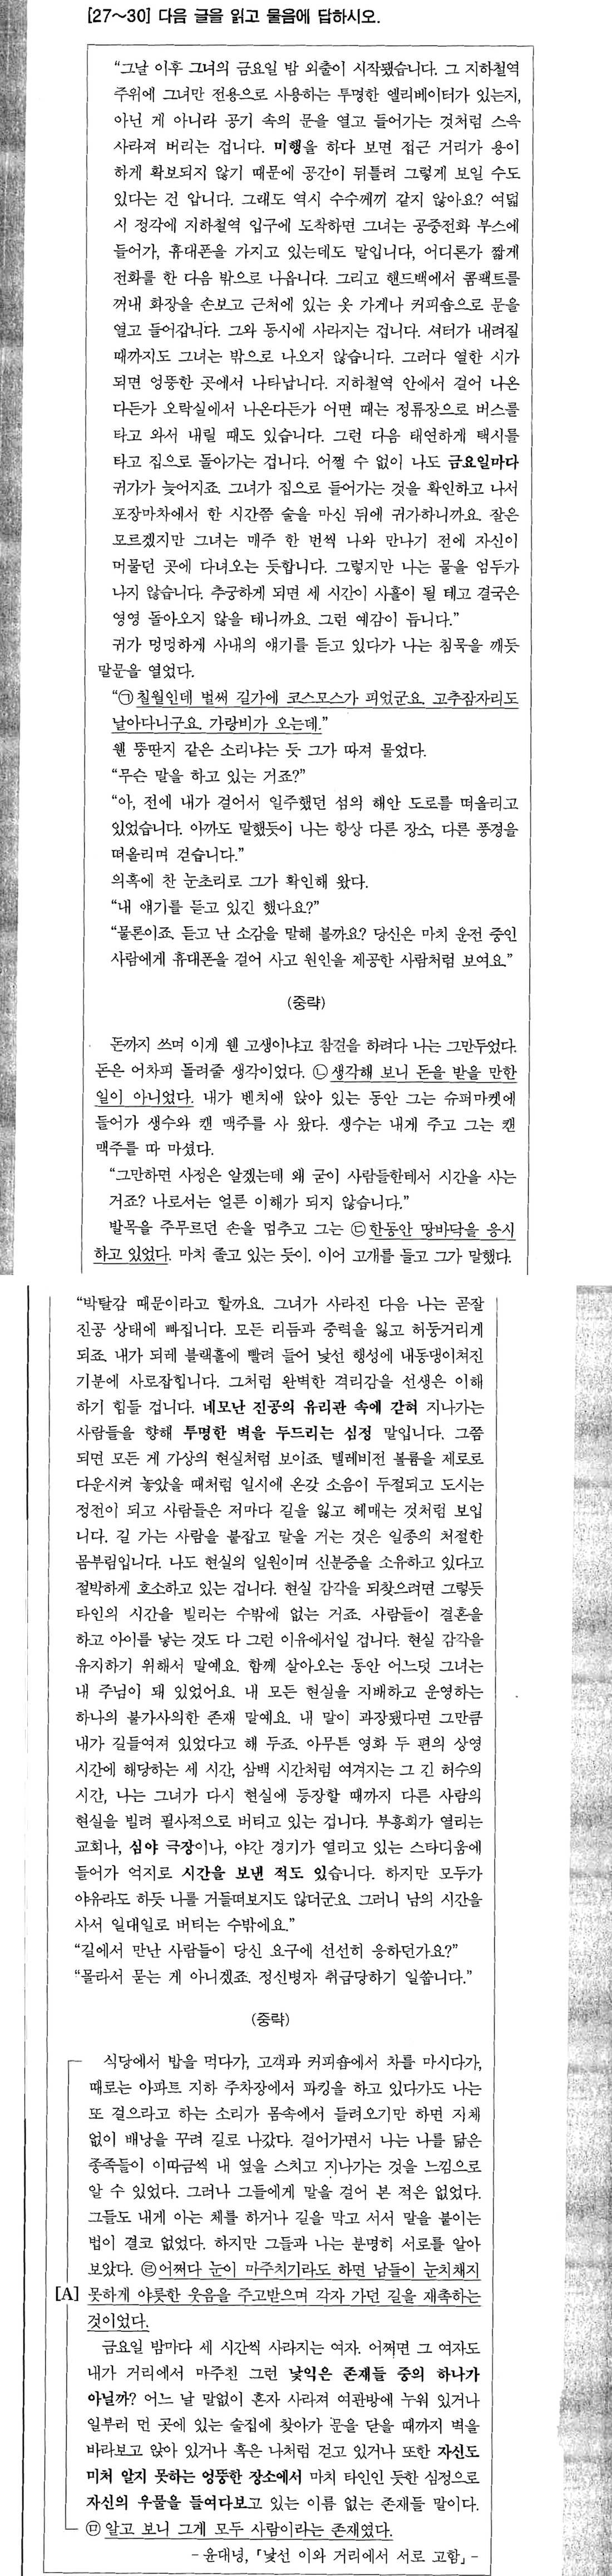 [27～30] 다음 글을 읽고 물음에 답하시오.
“그날 이후 그녀의 금요일 밤 외출이 시작됐습니다. 그 지하철역
주위에 그녀만 전용으로 사용하는 투명한 엘리베이터가 있는지,
아닌 게 아니라 공기 속의 문을 열고 들어가는 것처럼 스윽
사라져 버리는 겁니다. 미행을 하다 보면 접근 거리가 용이
하게 확보되지 않기 때문에 공간이 뒤틀려 그렇게 보일 수도
있다는 건 압니다. 그래도 역시 수수께끼 같지 않아요? 여덟
시 정각에 지하철역 입구에 도착하면 그녀는 공중전화 부스에
들어가, 휴대폰을 가지고 있는데도 말입니다, 어디론가 짧게
전화를 한 다음 밖으로 나옵니다. 그리고 핸드백에서 콤팩트를
꺼내 화장을 손보고 근처에 있는 옷 가게나 커피숍으로 문을
열고 들어갑니다. 그와 동시에 사라지는 겁니다. 셔터가 내려질
때까지도 그녀는 밖으로 나오지 않습니다. 그러다 열한 시가
되면 엉뚱한 곳에서 나타납니다. 지하철역 안에서 걸어 나온
다든가 오락실에서 나온다든가 어떤 때는 정류장으로 버스를
타고 와서 내릴 때도 있습니다. 그런 다음 태연하게 택시를
타고 집으로 돌아가는 겁니다. 어쩔 수 없이 나도 금요일마다
귀가가 늦어지죠. 그녀가 집으로 들어가는 것을 확인하고 나서
포장마차에서 한 시간쯤 술을 마신 뒤에 귀가하니까요. 잘은
모르겠지만 그녀는 매주 한 번씩 나와 만나기 전에 자신이
머물던 곳에 다녀오는 듯합니다. 그렇지만 나는 물을 엄두가
나지 않습니다. 추궁하게 되면 세 시간이 사흘이 될 테고 결국은
영영 돌아오지 않을 테니까요. 그런 예감이 듭니다.”
귀가 멍멍하게 사내의 얘기를 듣고 있다가 나는 침묵을 깨듯
말문을 열었다.
“㉠칠월인데 벌써 길가에 코스모스가 피었군요. 고추잠자리도
날아다니구요. 가랑비가 오는데.”
웬 뚱딴지 같은 소리냐는 듯 그가 따져 물었다.
“무슨 말을 하고 있는 거죠?”
“아, 전에 내가 걸어서 일주했던 섬의 해안 도로를 떠올리고
있었습니다. 아까도 말했듯이 나는 항상 다른 장소, 다른 풍경을
떠올리며 걷습니다.”
의혹에 찬 눈초리로 그가 확인해 왔다.
“내 얘기를 듣고 있긴 했다요?”
“물론이죠. 듣고 난 소감을 말해 볼까요? 당신은 마치 운전 중인
사람에게 휴대폰을 걸어 사고 원인을 제공한 사람처럼 보여요.”
(중략)
돈까지 쓰며 이게 웬 고생이냐고 참견을 하려다 나는 그만두었다.
돈은 어차피 돌려줄 생각이었다. ㉡생각해 보니 돈을 받을 만한
일이 아니었다. 내가 벤치에 앉아 있는 동안 그는 슈퍼마켓에
들어가 생수와 캔 맥주를 사 왔다. 생수는 내게 주고 그는 캔
맥주를 따 마셨다.
“그만하면 사정은 알겠는데 왜 굳이 사람들한테서 시간을 사는
거죠? 나로서는 얼른 이해가 되지 않습니다.”
발목을 주무르던 손을 멈추고 그는 ㉢한동안 땅바닥을 응시
하고 있었다. 마치 졸고 있는 듯이. 이어 고개를 들고 그가 말했다.
“박탈감 때문이라고 할까요. 그녀가 사라진 다음 나는 곧잘
진공 상태에 빠집니다. 모든 리듬과 중력을 잃고 허둥거리게
되죠. 내가 되레 블랙홀에 빨려 들어 낯선 행성에 내동댕이쳐진
기분에 사로잡힙니다. 그처럼 완벽한 격리감을 선생은 이해
하기 힘들 겁니다. 네모난 진공의 유리관 속에 갇혀 지나가는
사람들을 향해 투명한 벽을 두드리는 심정 말입니다. 그쯤
되면 모든 게 가상의 현실처럼 보이죠. 텔레비전 볼륨을 제로로
다운시켜 놓았을 때처럼 일시에 온갖 소음이 두절되고 도시는
정전이 되고 사람들은 저마다 길을 잃고 헤매는 것처럼 보입
니다. 길 가는 사람을 붙잡고 말을 거는 것은 일종의 처절한
몸부림입니다. 나도 현실의 일원이며 신분증을 소유하고 있다고
절박하게 호소하고 있는 겁니다. 현실 감각을 되찾으려면 그렇듯
타인의 시간을 빌리는 수밖에 없는 거죠. 사람들이 결혼을
하고 아이를 낳는 것도 다 그런 이유에서일 겁니다. 현실 감각을
유지하기 위해서 말예요. 함께 살아오는 동안 어느덧 그녀는
내 주님이 돼 있었어요. 내 모든 현실을 지배하고 운영하는
하나의 불가사의한 존재 말예요. 내 말이 과장됐다면 그만큼
내가 길들여져 있었다고 해 두죠. 아무튼 영화 두 편의 상영
시간에 해당하는 세 시간, 삼백 시간처럼 여겨지는 그 긴 허수의
시간, 나는 그녀가 다시 현실에 등장할 때까지 다른 사람의
현실을 빌려 필사적으로 버티고 있는 겁니다. 부흥회가 열리는
교회나, 심야 극장이나, 야간 경기가 열리고 있는 스타디움에
들어가 억지로 시간을 보낸 적도 있습니다. 하지만 모두가
야유라도 하듯 나를 거들떠보지도 않더군요. 그러니 남의 시간을
사서 일대일로 버티는 수밖에요.”
“길에서 만난 사람들이 당신 요구에 선선히 응하던가요?”
“몰라서 묻는 게 아니겠죠. 정신병자 취급당하기 일쑵니다.”
(중략)
식당에서 밥을 먹다가, 고객과 커피숍에서 차를 마시다가,
때로는 아파트 지하 주차장에서 파킹을 하고 있다가도 나는
또 걸으라고 하는 소리가 몸속에서 들려오기만 하면 지체
없이 배낭을 꾸려 길로 나갔다. 걸어가면서 나는 나를 닮은
종족들이 이따금씩 내 옆을 스치고 지나가는 것을 느낌으로
알 수 있었다. 그러나 그들에게 말을 걸어 본 적은 없었다.
그들도 내게 아는 체를 하거나 길을 막고 서서 말을 붙이는
법이 결코 없었다. 하지만 그들과 나는 분명히 서로를 알아
보았다. ㉣어쩌다 눈이 마주치기라도 하면 남들이 눈치채지
[A] 못하게 야릇한 웃음을 주고받으며 각자 가던 길을 재촉하는
것이었다.
금요일 밤마다 세 시간씩 사라지는 여자. 어쩌면 그 여자도
내가 거리에서 마주친 그런 낯익은 존재들 중의 하나가
아닐까? 어느 날 말없이 혼자 사라져 여관방에 누워 있거나
일부러 먼 곳에 있는 술집에 찾아가 문을 닫을 때까지 벽을
바라보고 앉아 있거나 혹은 나처럼 걷고 있거나 또한 자신도
미처 알지 못하는 엉뚱한 장소에서 마치 타인인 듯한 심정으로
자신의 우물을 들여다보고 있는 이름 없는 존재들 말이다.
㉤알고 보니 그게 모두 사람이라는 존재였다.
- 윤대녕, ｢낯선 이와 거리에서 서로 고함｣ -